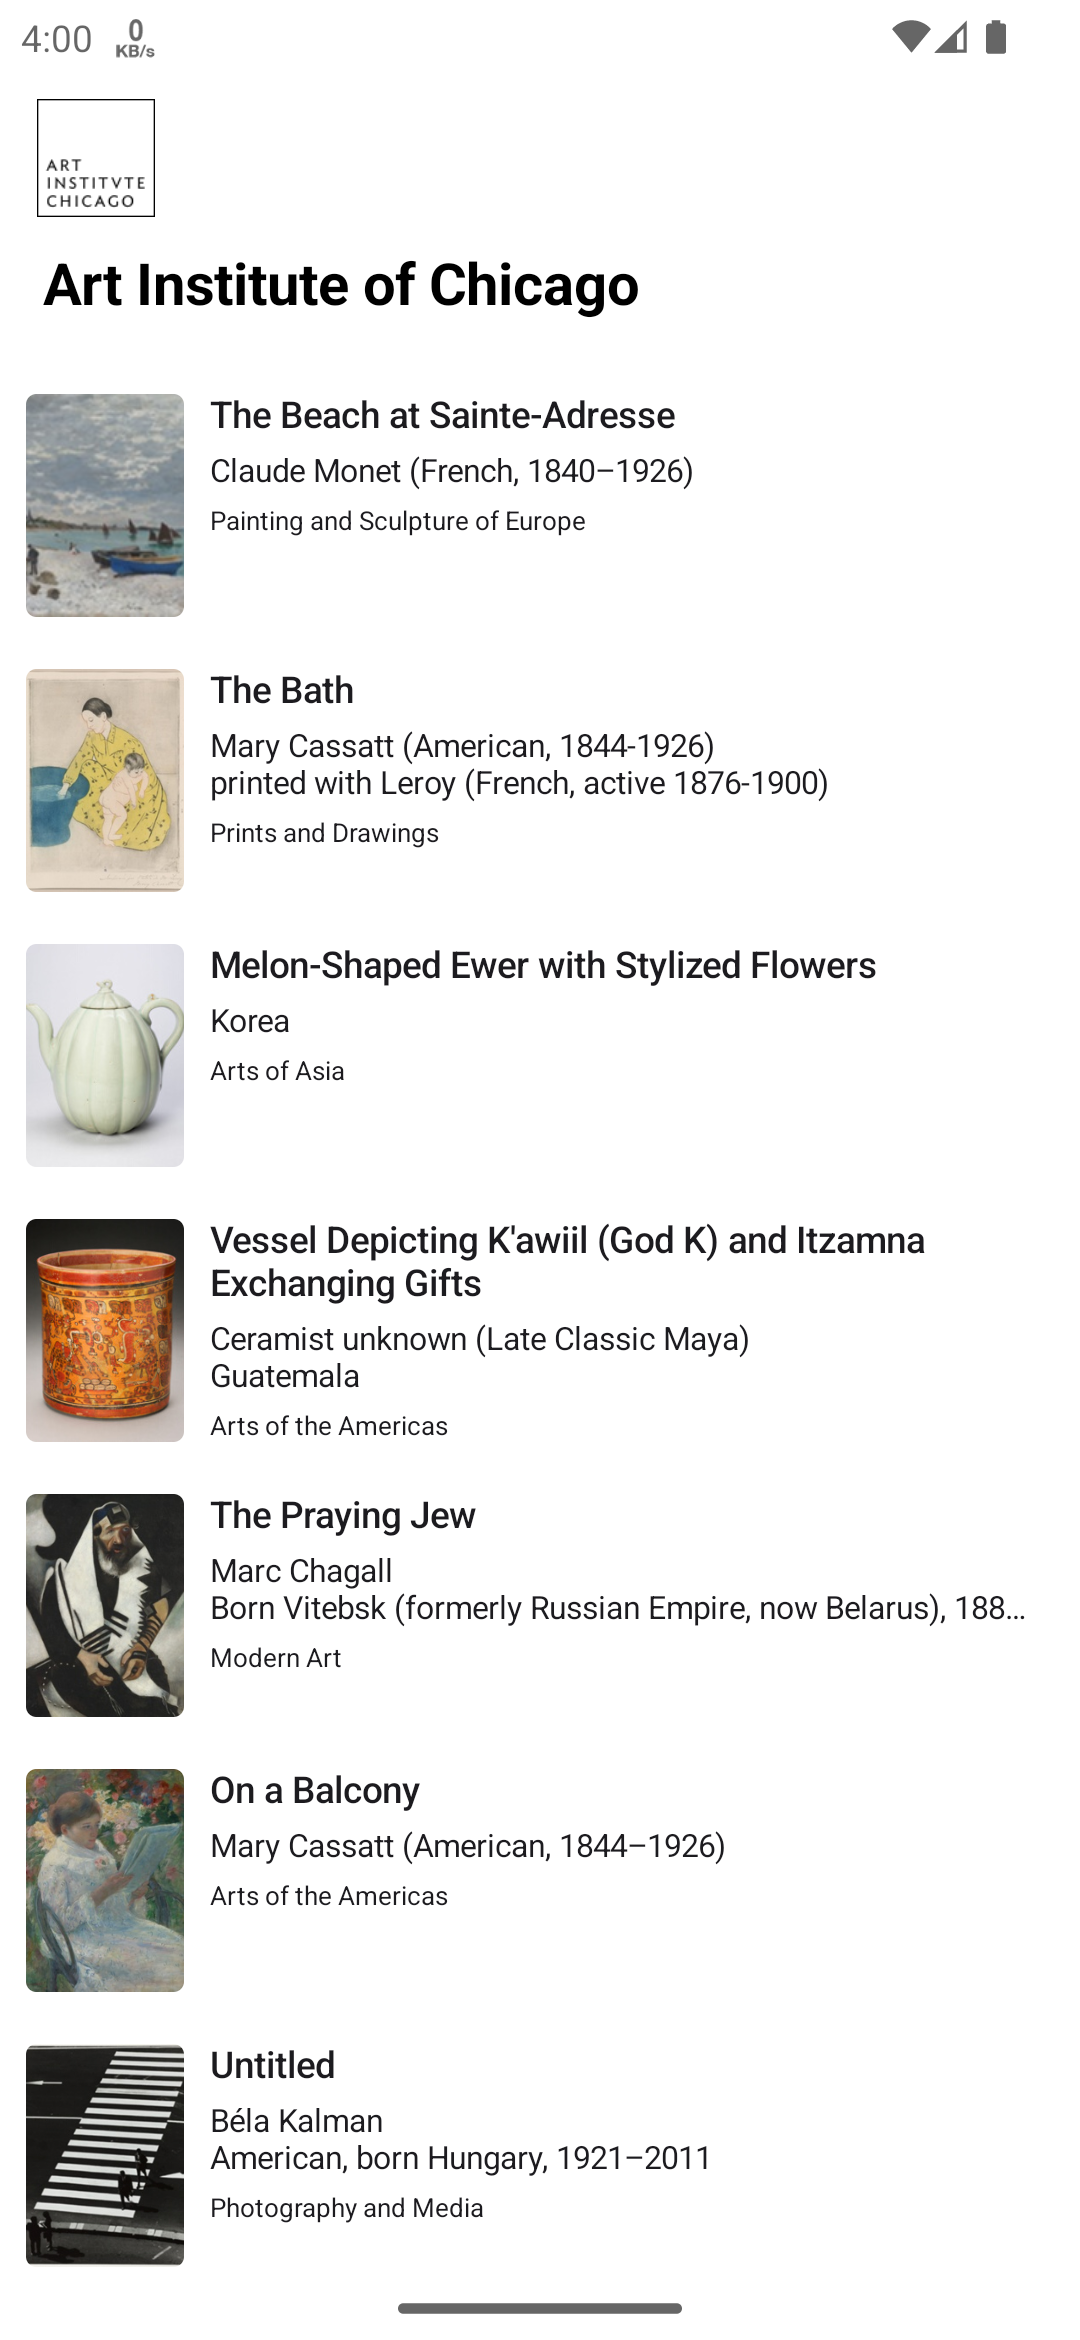 4:00
0
KB/s
ART
INSTITVTE
CHICAGO
Art Institute of Chicago
The Beach at Sainte-Adresse
Claude Monet (French, 1840–1926)
Painting and Sculpture of Europe
The Bath
Mary Cassatt (American, 1844-1926)
printed with Leroy (French, active 1876-1900)
Prints and Drawings
Melon-Shaped Ewer with Stylized Flowers
Korea
Arts of Asia
Vessel Depicting K'awiil (God K) and Itzamna
Exchanging Gifts
Ceramist unknown (Late Classic Maya)
Guatemala
Arts of the Americas
The Praying Jew
Marc Chagall
Born Vitebsk (formerly Russian Empire, now Belarus), 188…
Modern Art
On a Balcony
Mary Cassatt (American, 1844–1926)
Arts of the Americas
Untitled
Béla Kalman
American, born Hungary, 1921–2011
Photography and Media